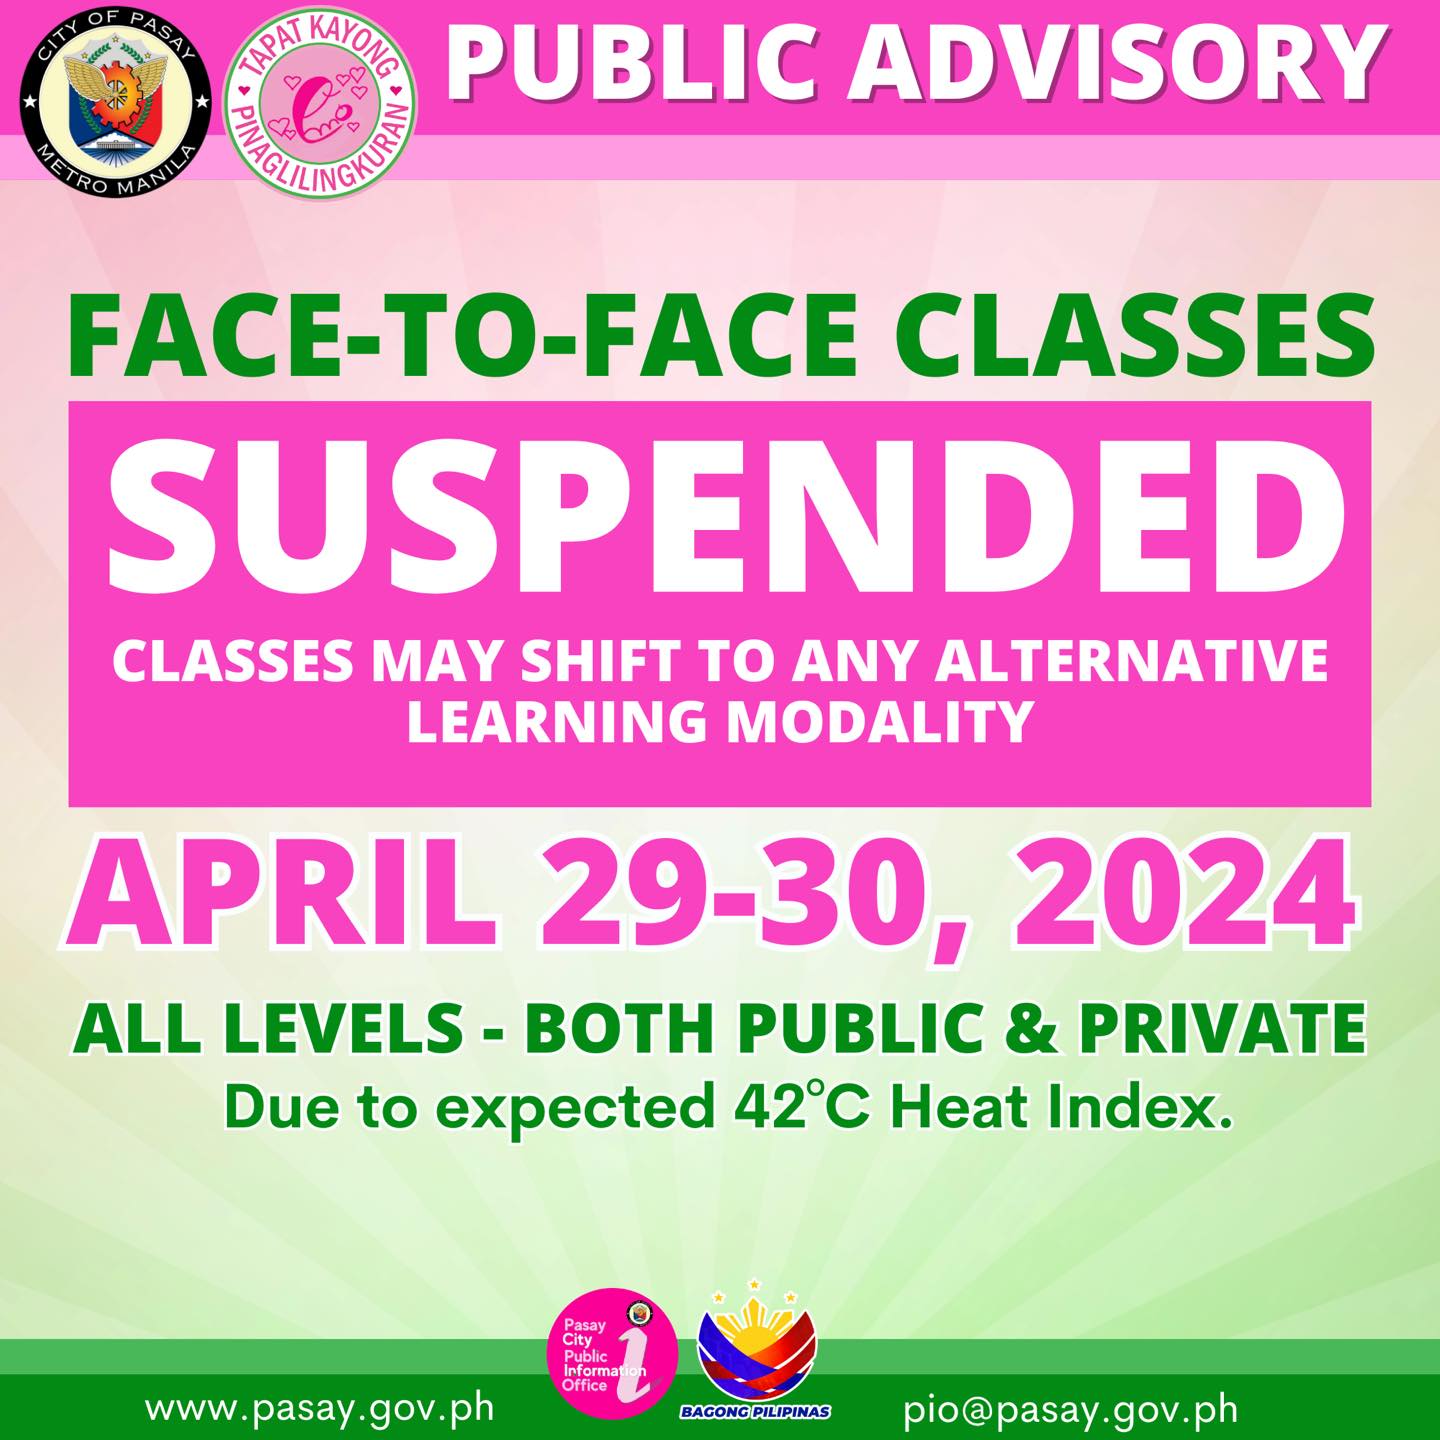 CITY OF PASAY
METRO MANILA
TAPAT KAYONG
PINAGLILINGKURAN
PUBLIC ADVISORY
FACE-TO-FACE CLASSES
SUSPENDED
CLASSES MAY SHIFT TO ANY ALTERNATIVE
LEARNING MODALITY
APRIL 29-30, 2024
ALL LEVELS - BOTH PUBLIC & PRIVATE
Due to expected 42°C Heat Index.
Pasay
City
Public
Information
Office
i
BAGONG PILIPINAS
www.pasay.gov.ph
pio@pasay.gov.ph